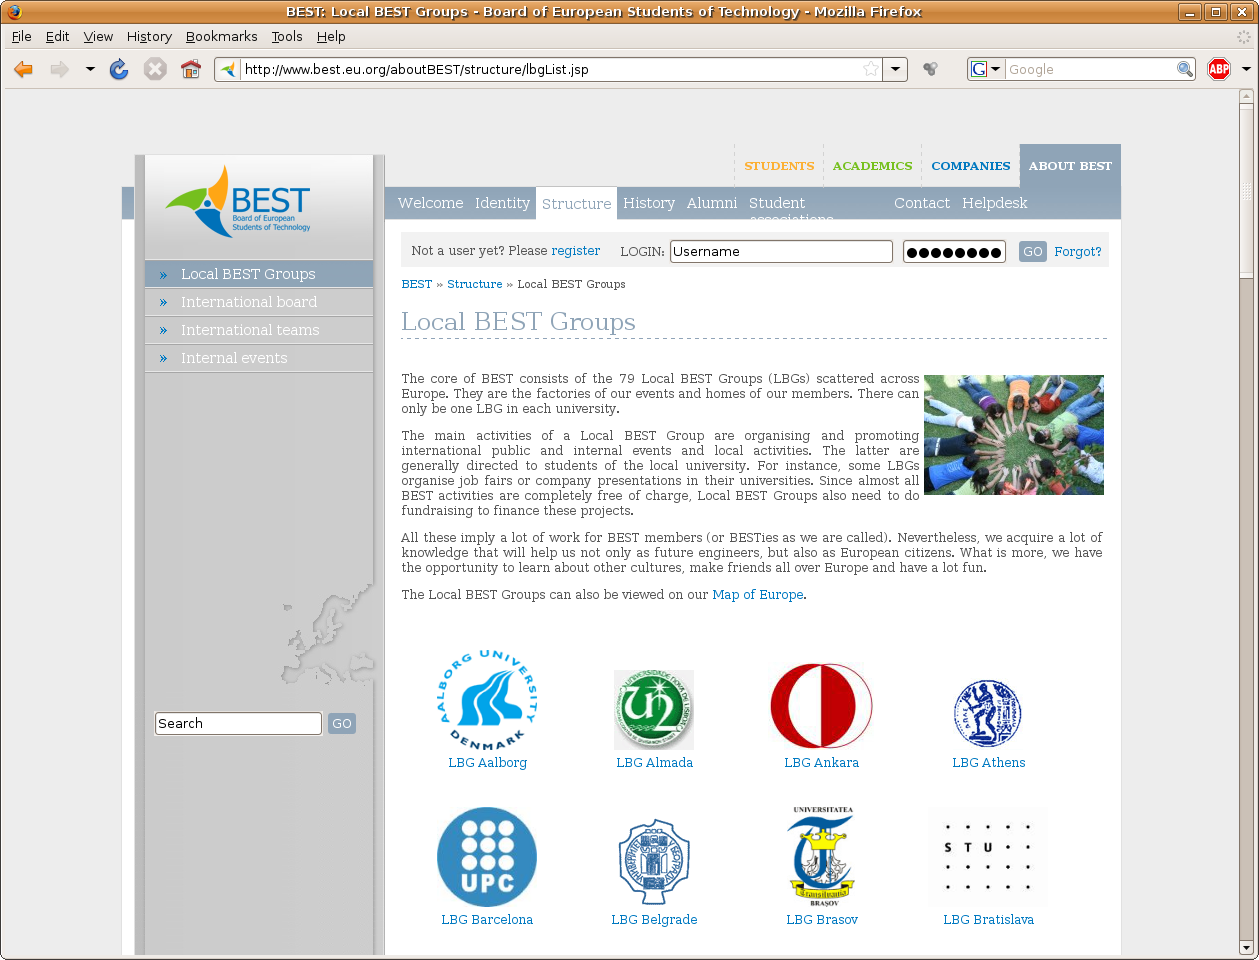 BEST: Local BEST Groups - Board of European Students of Technology - Mozilla Firefox
File Edit View History Bookmarks Tools Help
http://www.best.eu.org/aboutBEST/structure/lbgList.jsp
G
Google
ABP
STUDENTS
ACADEMICS
COMPANIES
ABOUT BEST
BEST
Board of European
Students of Technology
Welcome Identity Structure History Alumni Student associations Contact Helpdesk
Not a user yet? Please register LOGIN: Username GO Forgot?
» Local BEST Groups
» International board
» International teams
» Internal events
BEST » Structure » Local BEST Groups
Local BEST Groups
The core of BEST consists of the 79 Local BEST Groups (LBGs) scattered across
Europe. They are the factories of our events and homes of our members. There can
only be one LBG in each university.
The main activities of a Local BEST Group are organising and promoting
international public and internal events and local activities. The latter are
generally directed to students of the local university. For instance, some LBGs
organise job fairs or company presentations in their universities. Since almost all
BEST activities are completely free of charge, Local BEST Groups also need to do
fundraising to finance these projects.
All these imply a lot of work for BEST members (or BESTies as we are called). Nevertheless, we acquire a lot of
knowledge that will help us not only as future engineers, but also as European citizens. What is more, we have
the opportunity to learn about other cultures, make friends all over Europe and have a lot fun.
The Local BEST Groups can also be viewed on our Map of Europe.
Search GO
AALBORG UNIVERSITY
DENMARK
LBG Aalborg
LBG Almada
LBG Ankara
LBG Athens
UPC
LBG Barcelona
LBG Belgrade
UNIVERSITATEA
Transilvania
BRAŞOV
LBG Brasov
S T U
LBG Bratislava